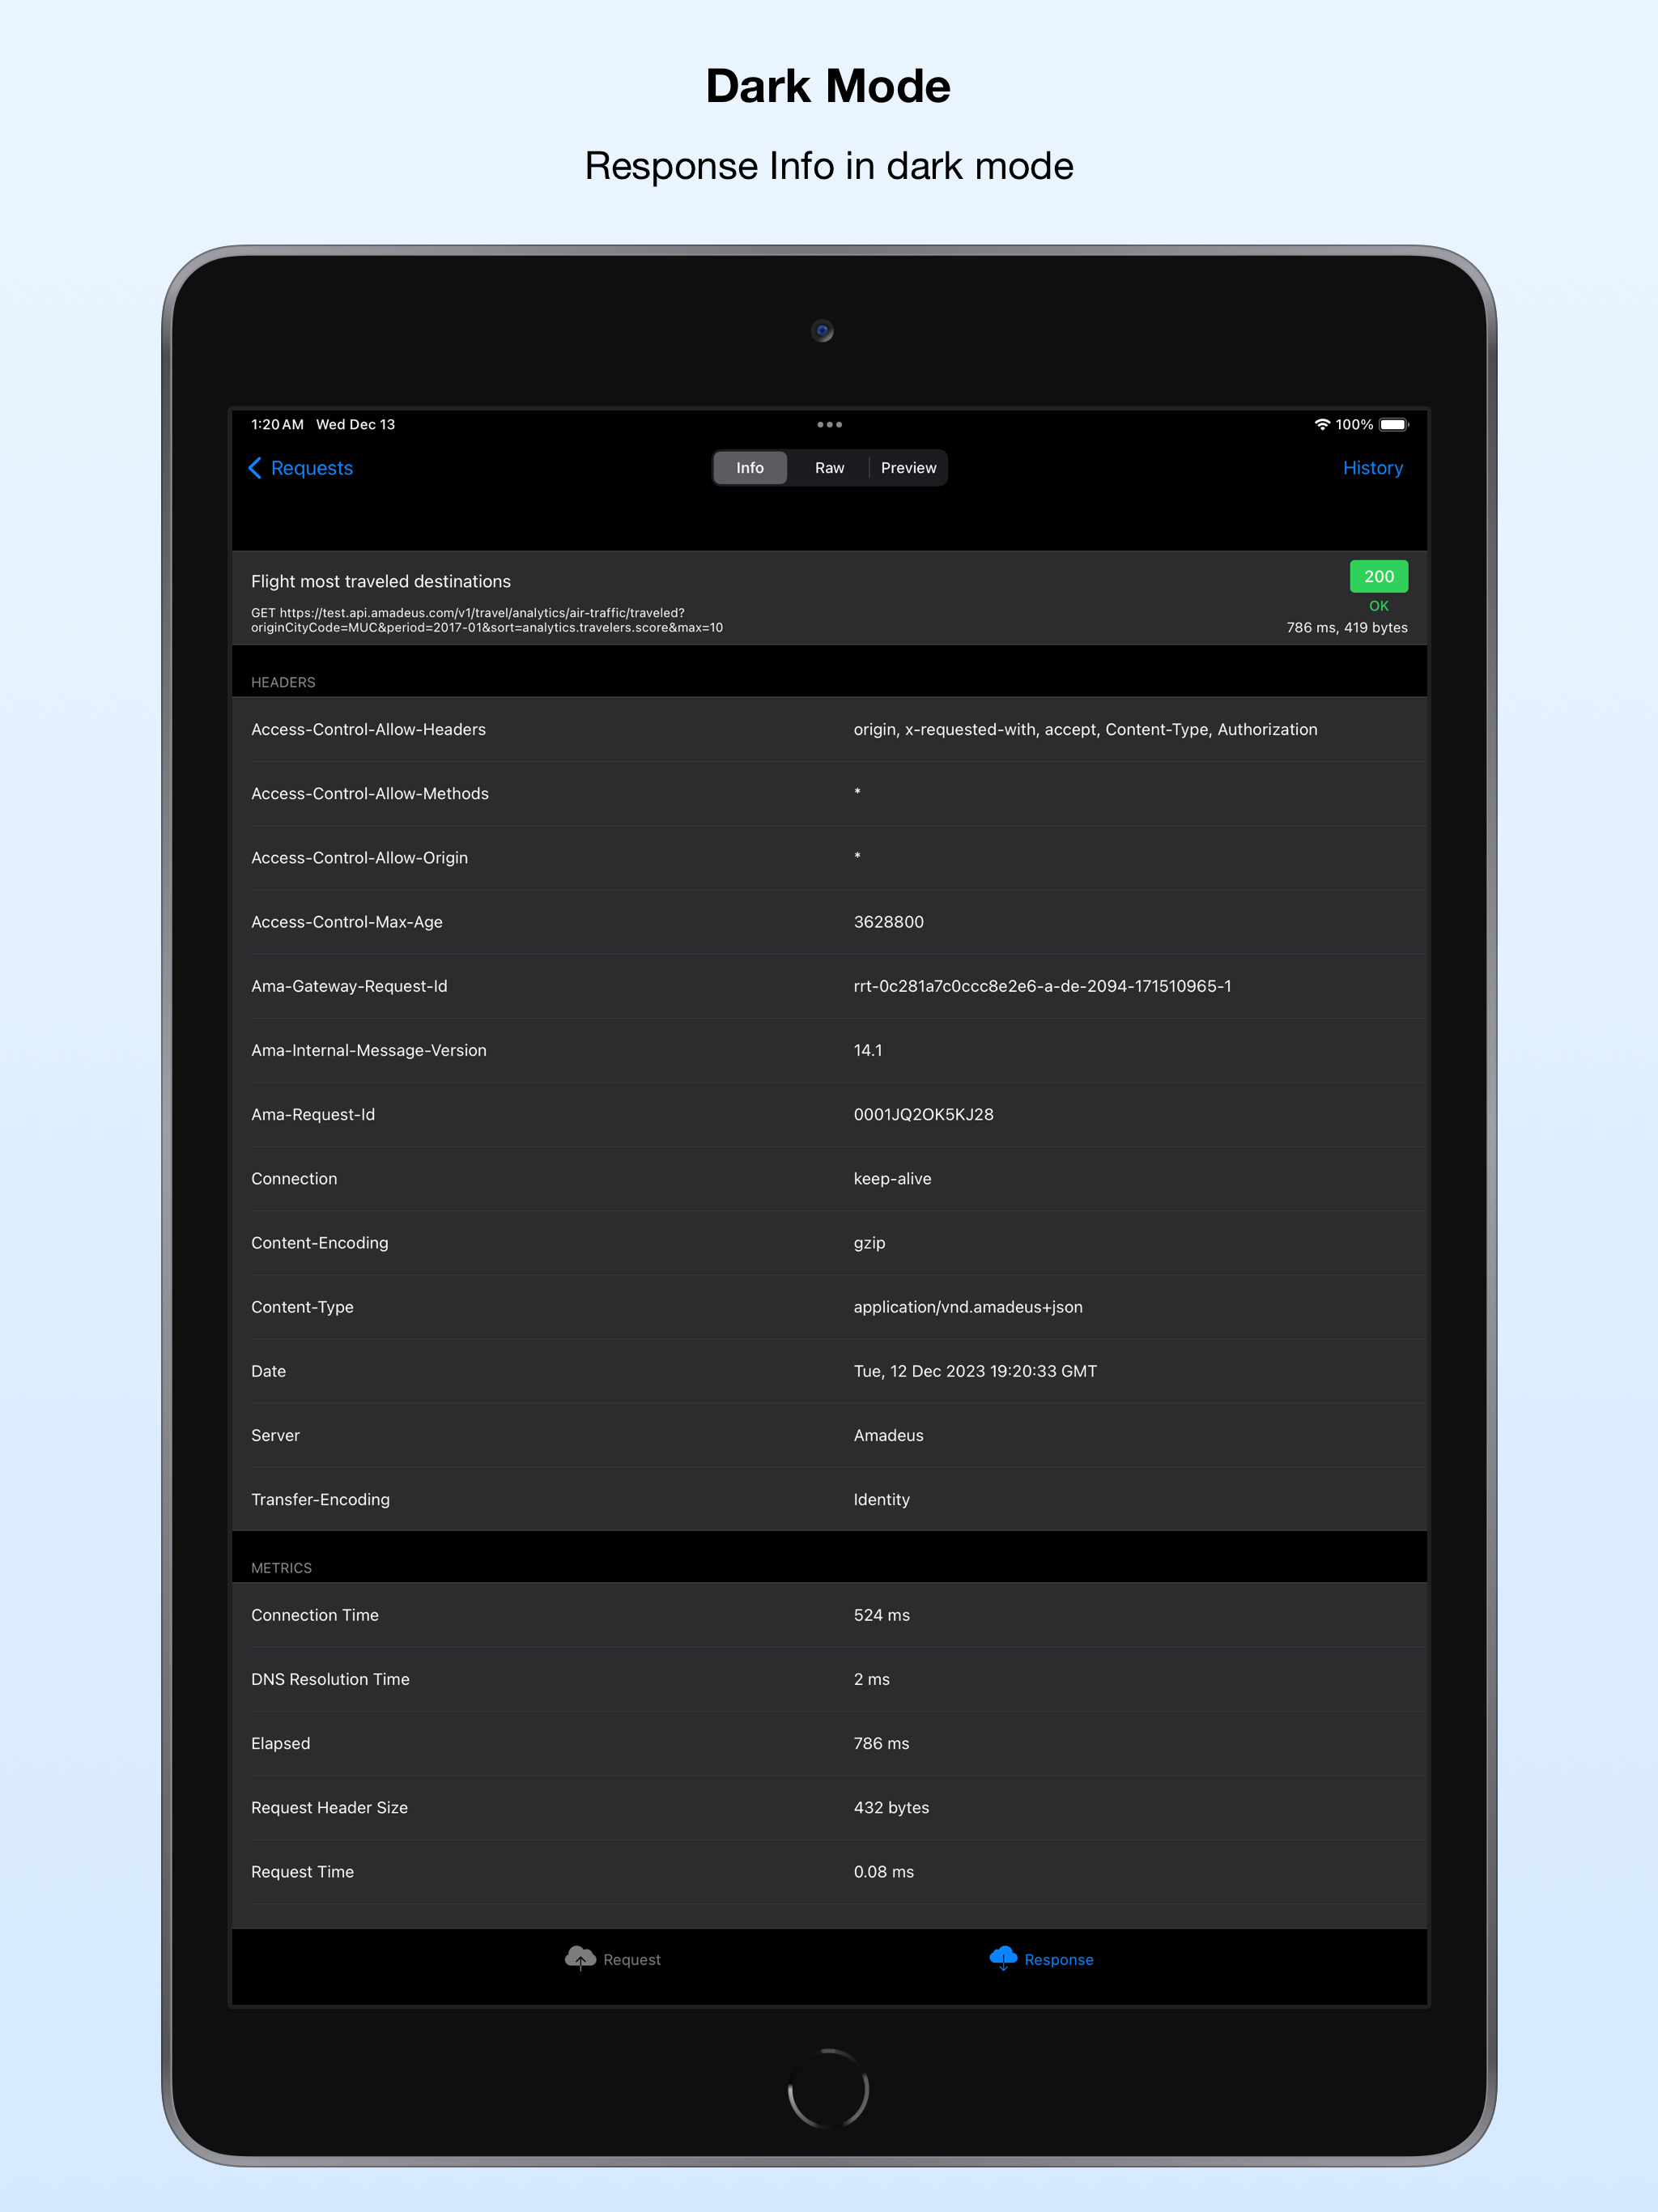 Dark Mode
Response Info in dark mode
1:20 AM Wed Dec 13
100%
Requests
Info Raw Preview
History
Flight most traveled destinations
200
OK
GET https://test.api.amadeus.com/v1/travel/analytics/air-traffic/traveled?
originCityCode=MUC&period=2017-01&sort=analytics.travelers.score&max=10
786 ms, 419 bytes
HEADERS
Access-Control-Allow-Headers origin, x-requested-with, accept, Content-Type, Authorization
Access-Control-Allow-Methods *
Access-Control-Allow-Origin *
Access-Control-Max-Age 3628800
Ama-Gateway-Request-Id rrt-0c281a7c0ccc8e2e6-a-de-2094-171510965-1
Ama-Internal-Message-Version 14.1
Ama-Request-Id 0001JQ2OK5KJ28
Connection keep-alive
Content-Encoding gzip
Content-Type application/vnd.amadeus+json
Date Tue, 12 Dec 2023 19:20:33 GMT
Server Amadeus
Transfer-Encoding Identity
METRICS
Connection Time 524 ms
DNS Resolution Time 2 ms
Elapsed 786 ms
Request Header Size 432 bytes
Request Time 0.08 ms
Request Response